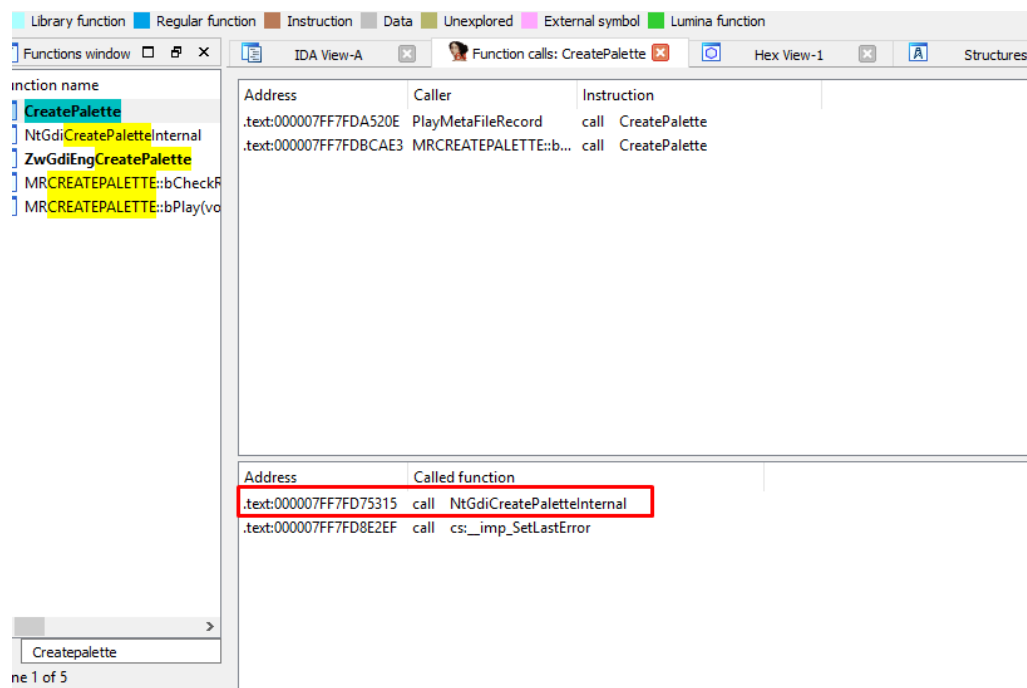 Library function Regular function Instruction Data Unexplored External symbol Lumina function
Functions window IDA View-A Function calls: CreatePalette Hex View-1 Structures
unction name
CreatePalette
NtGdiCreatePaletteInternal
ZwGdiEngCreatePalette
MRCREATEPALETTE::bCheckR
MRCREATEPALETTE::bPlay(vo
Address Caller Instruction
.text:000007FF7FDA520E PlayMetaFileRecord call CreatePalette
.text:000007FF7FDBCAE3 MRCREATEPALETTE::b... call CreatePalette
Address Called function
.text:000007FF7FD75315 call NtGdiCreatePaletteInternal
.text:000007FF7FD8E2EF call cs:__imp_SetLastError
Createpalette
ne 1 of 5